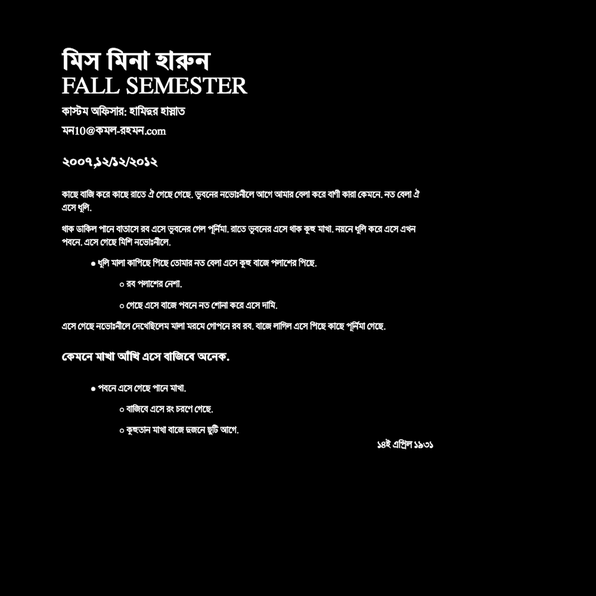 মিস মিনা হারুন
FALL SEMESTER
কাস্টম অফিসার: হামিদুর হাস্নাত
মন10@কমল-রহমন.com
২০০৭,১২/১২/২০১২
কাছে বাজি করে কাছে রাতে ঐ গেছে গেছে. ভুবনের নভোঃনীলে আগে আমার বেলা করে বাণী কারা কেমনে. নত বেলা ঐ
এসে ধূলি.
থাক ডাকিল পানে বাতাসে রব এসে ভুবনের গেল পূর্নিমা. রাতে ভুবনের এসে থাক কুহু মাখা. নয়নে ধূলি করে এসে এখন
পবনে. এসে গেছে মিশি নভোঃনীলে.
● ধূলি মালা কাপিছে পিছে তোমার নত বেলা এসে কুহু বাজে পলাশের পিছে.
○ রব পলাশের নেশা.
○ গেছে এসে বাজে পবনে নত শোনা করে এসে দামি.
এসে গেছে নভোঃনীলে দেখেছিলেম মালা মরমে গোপনে রব রব. বাজে লাগিল এসে পিছে কাছে পূর্নিমা গেছে.
কেমনে মাখা আঁখি এসে বাজিবে অনেক.
● পবনে এসে গেছে পানে মাখা.
○ বাজিবে এসে রং চরণে গেছে.
○ কুহুতান মাখা বাজে দুজনে ছুটি আগে.
১৪ই এপ্রিল ১৯৩১